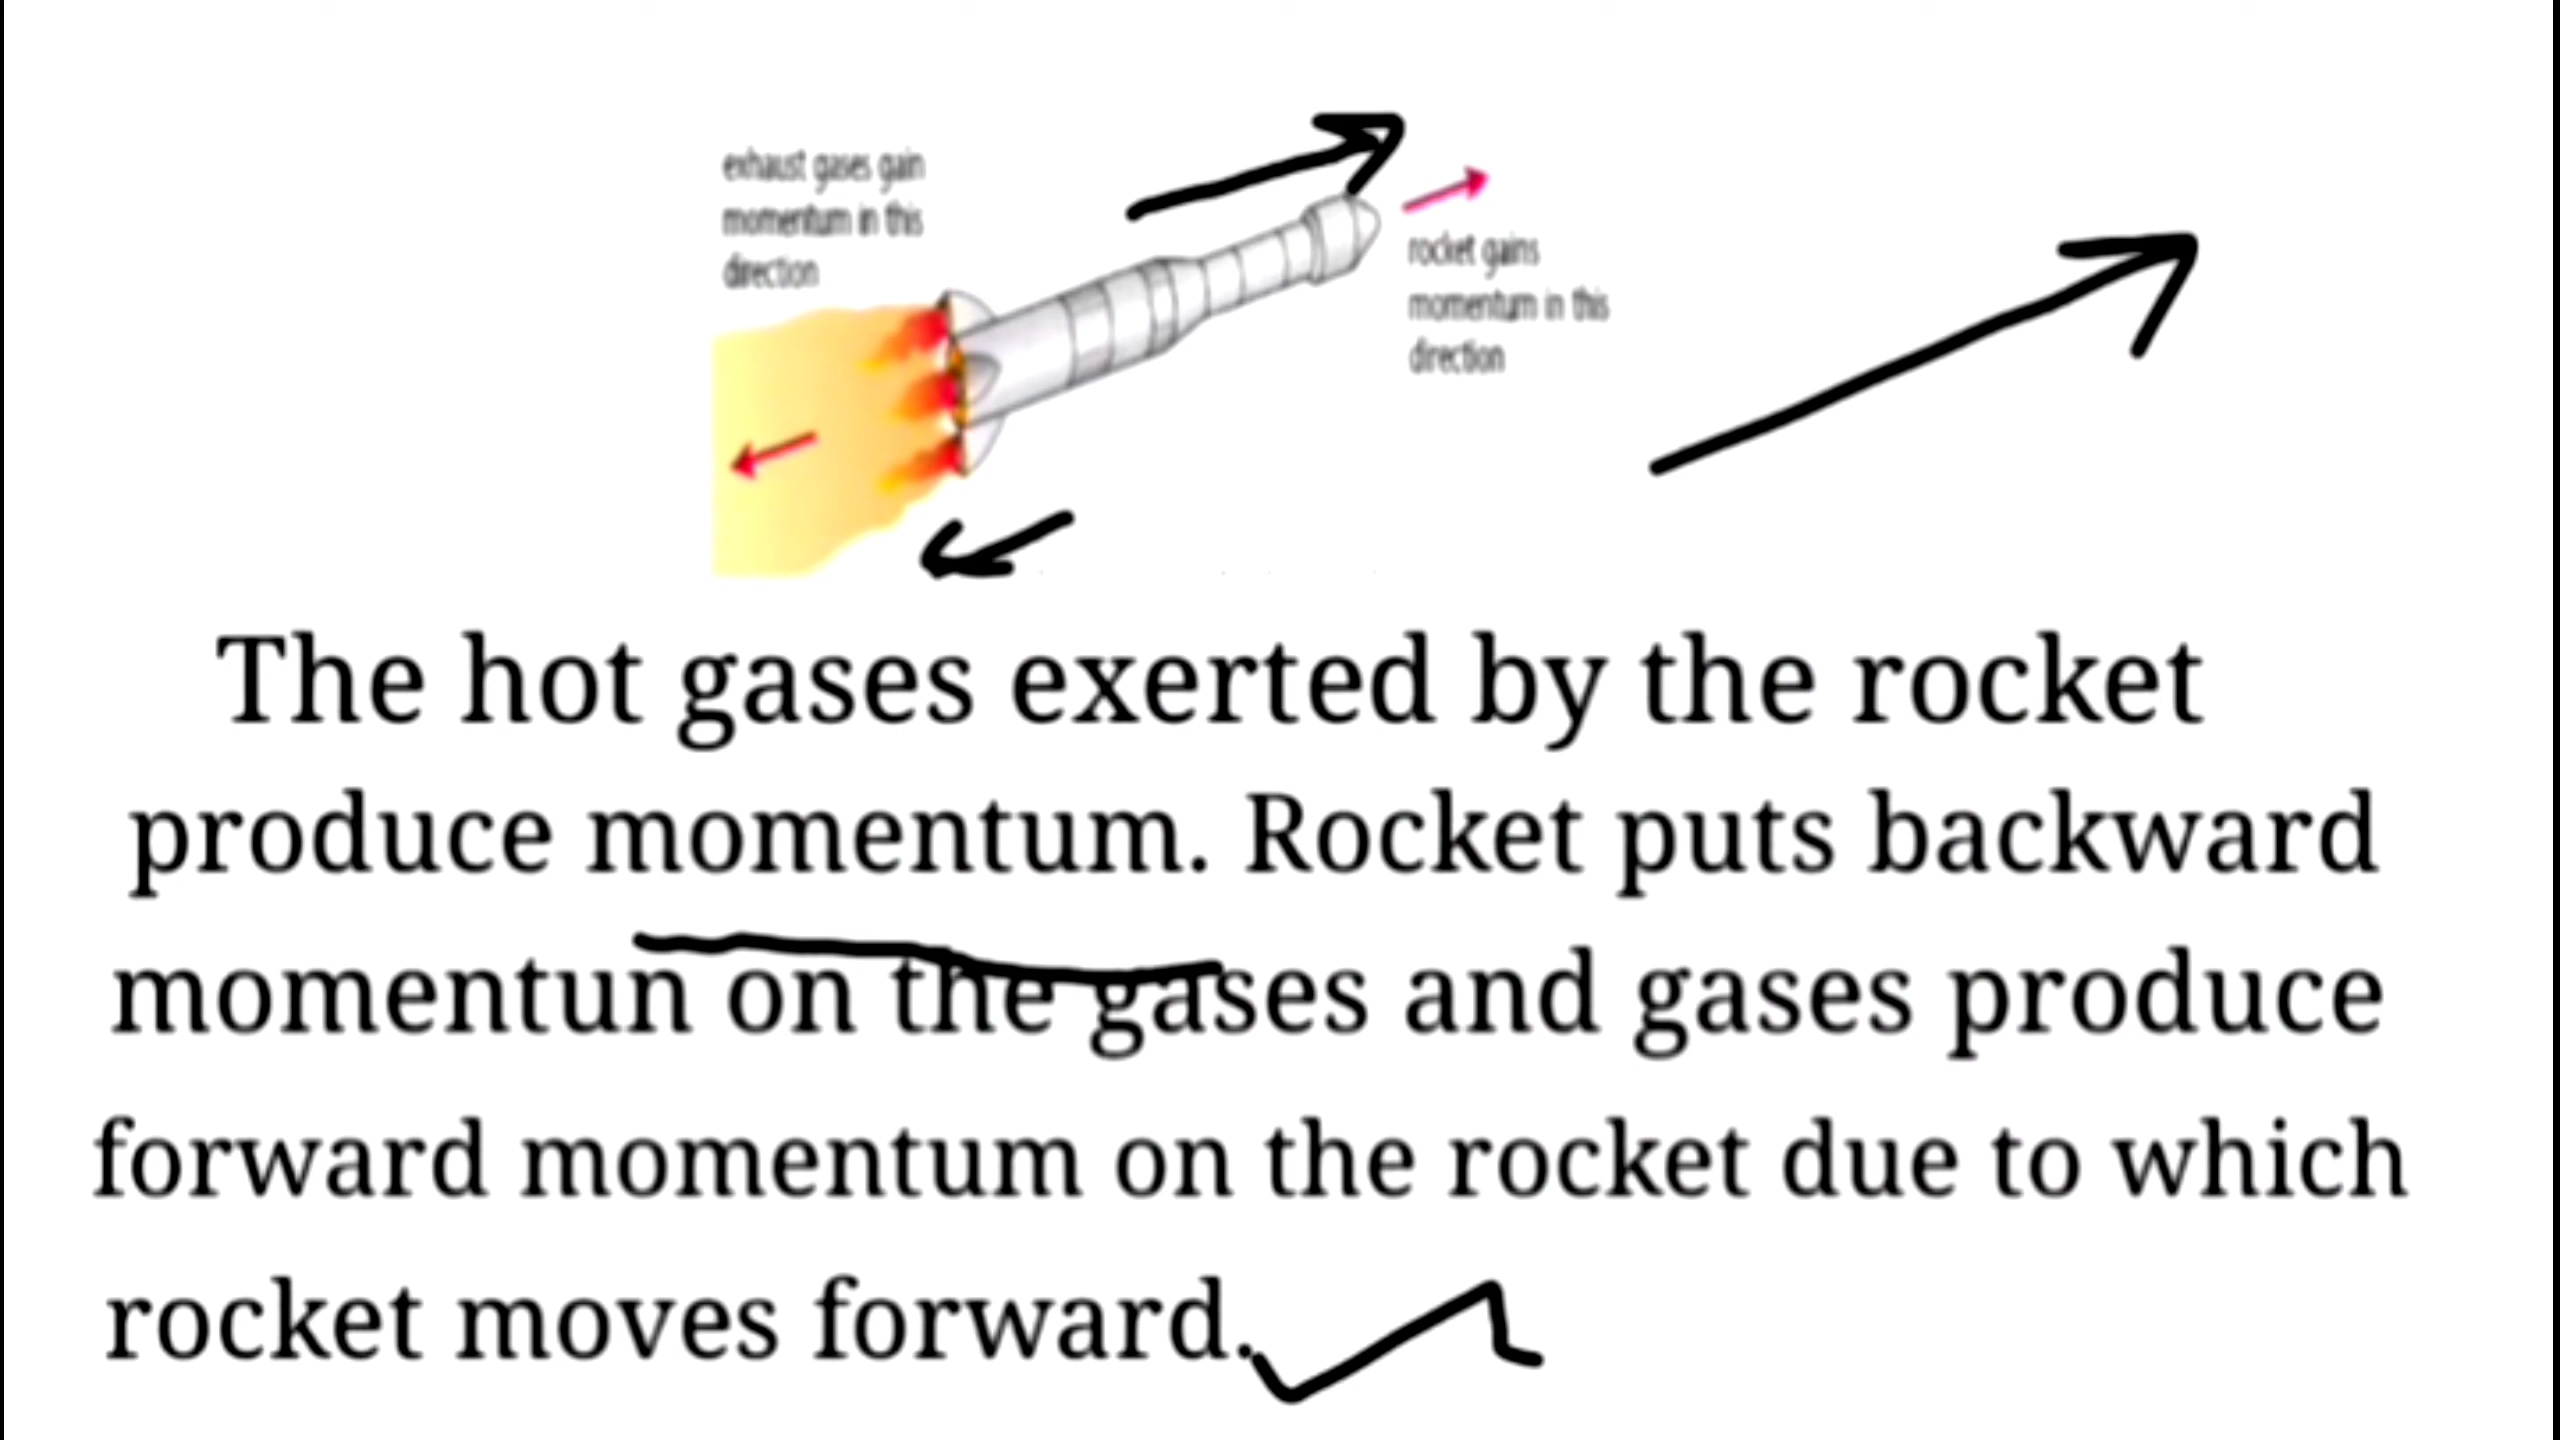 exhaust gases gain
momentum in this
direction
rocket gains
momentum in this
direction
The hot gases exerted by the rocket
produce momentum. Rocket puts backward
momentun on the gases and gases produce
forward momentum on the rocket due to which
rocket moves forward.